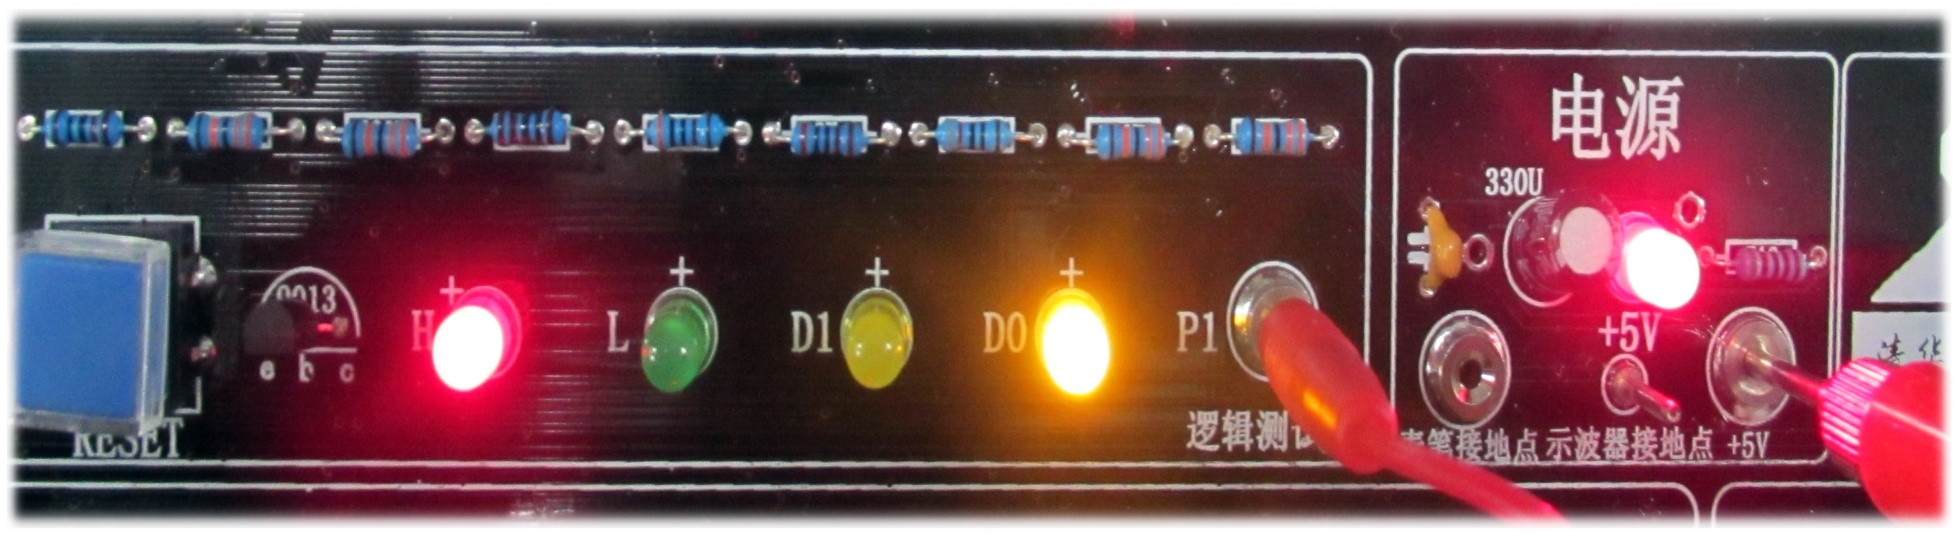 电源
330U
+
+
+
+
H
L
D1
D0
P1
+5V
e b c
RESET
逻辑测
笔接地点 示波器接地点 +5V